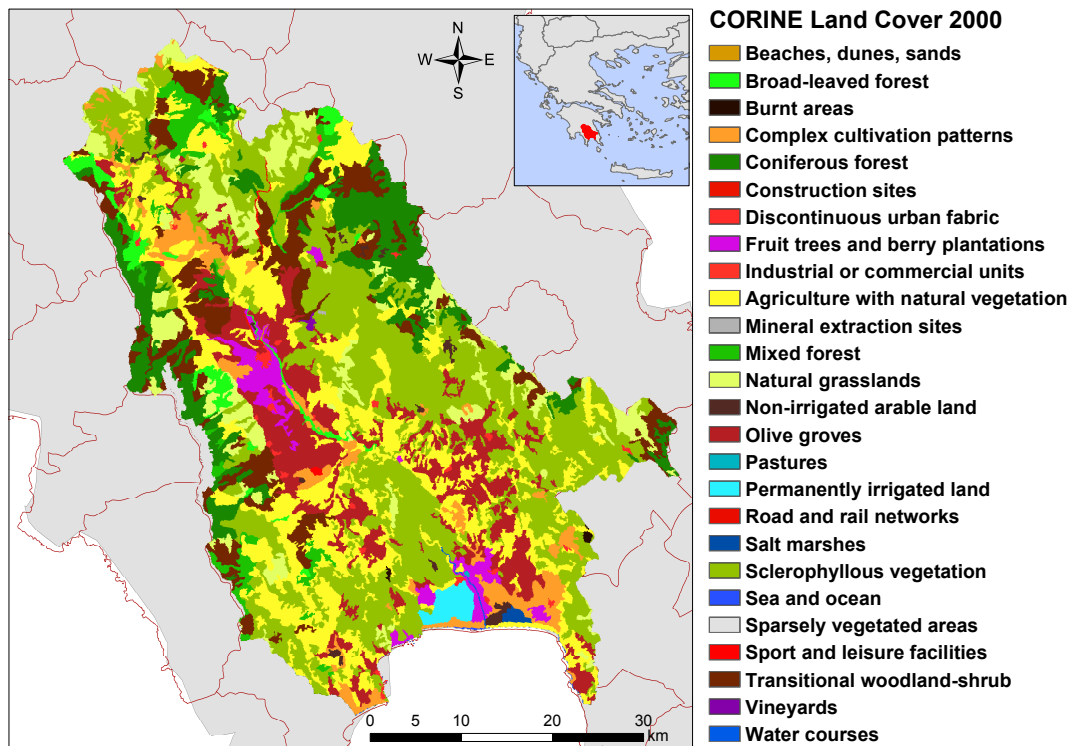 CORINE Land Cover 2000
N
W E
S
Beaches, dunes, sands
Broad-leaved forest
Burnt areas
Complex cultivation patterns
Coniferous forest
Construction sites
Discontinuous urban fabric
Fruit trees and berry plantations
Industrial or commercial units
Agriculture with natural vegetation
Mineral extraction sites
Mixed forest
Natural grasslands
Non-irrigated arable land
Olive groves
Pastures
Permanently irrigated land
Road and rail networks
Salt marshes
Sclerophyllous vegetation
Sea and ocean
Sparsely vegetated areas
Sport and leisure facilities
Transitional woodland-shrub
Vineyards
Water courses
0 5 10 20 30
km